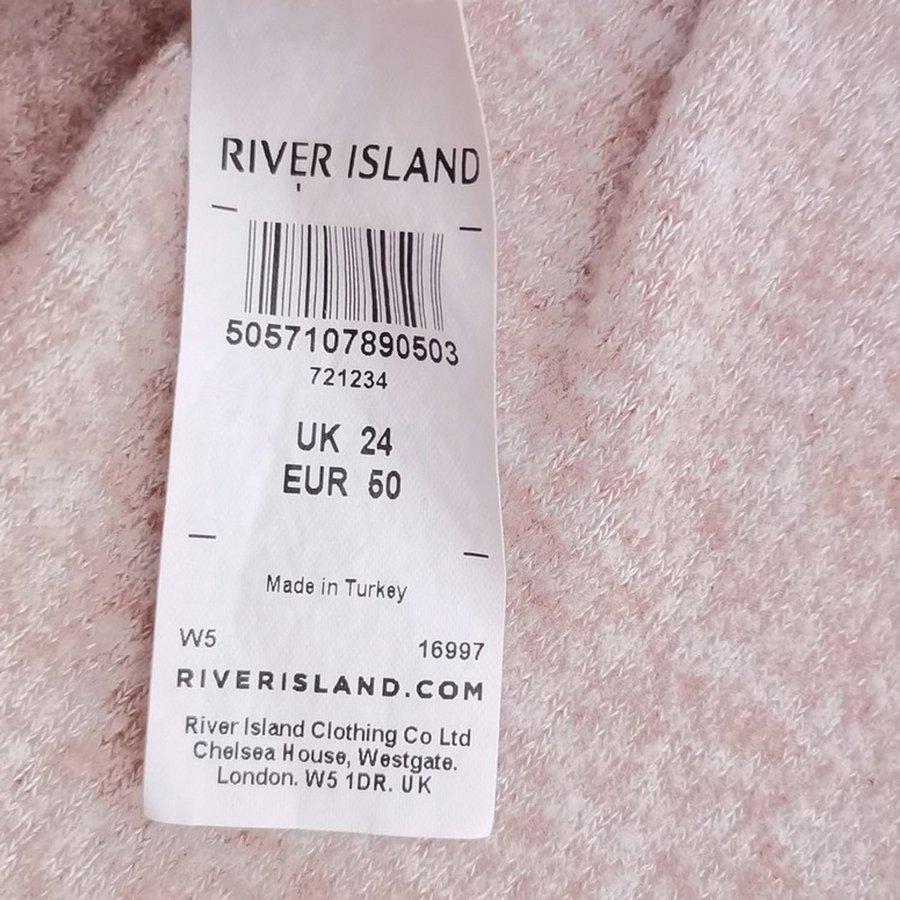 RIVER ISLAND
5057107890503
721234
UK 24
EUR 50
Made in Turkey
W5 16997
RIVERISLAND.COM
River Island Clothing Co Ltd
Chelsea House, Westgate.
London. W5 1DR. UK